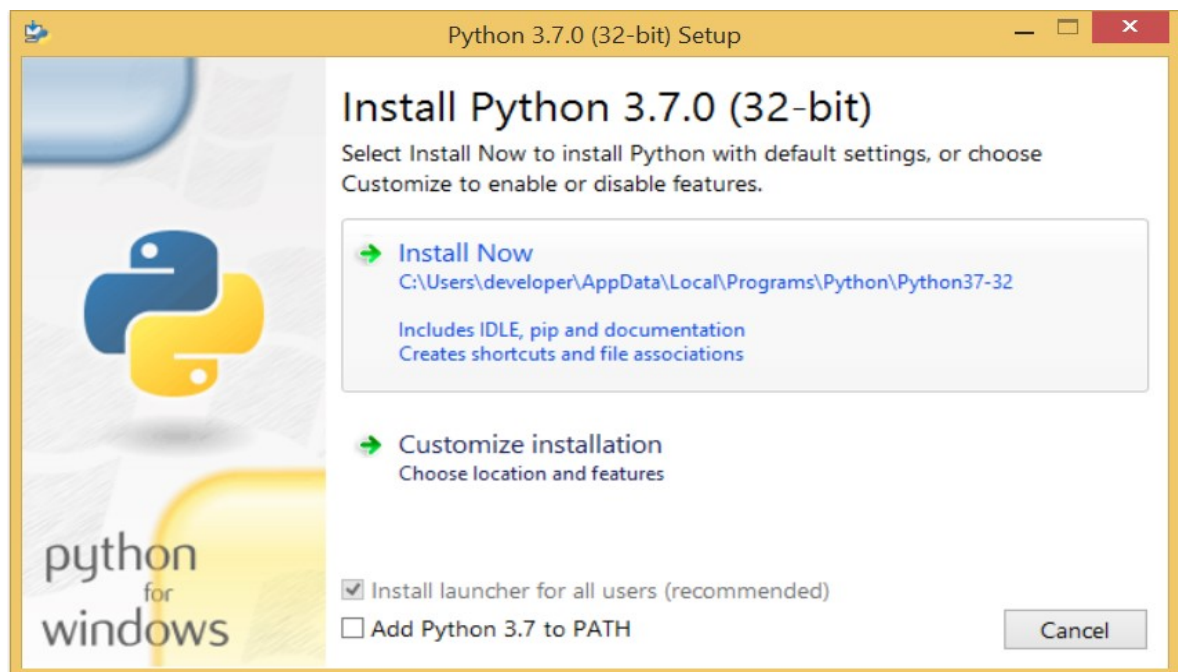 Python 3.7.0 (32-bit) Setup
Install Python 3.7.0 (32-bit)
Select Install Now to install Python with default settings, or choose
Customize to enable or disable features.
Install Now
C:\Users\developer\AppData\Local\Programs\Python\Python37-32
Includes IDLE, pip and documentation
Creates shortcuts and file associations
Customize installation
Choose location and features
python
for
windows
Install launcher for all users (recommended)
Add Python 3.7 to PATH
Cancel